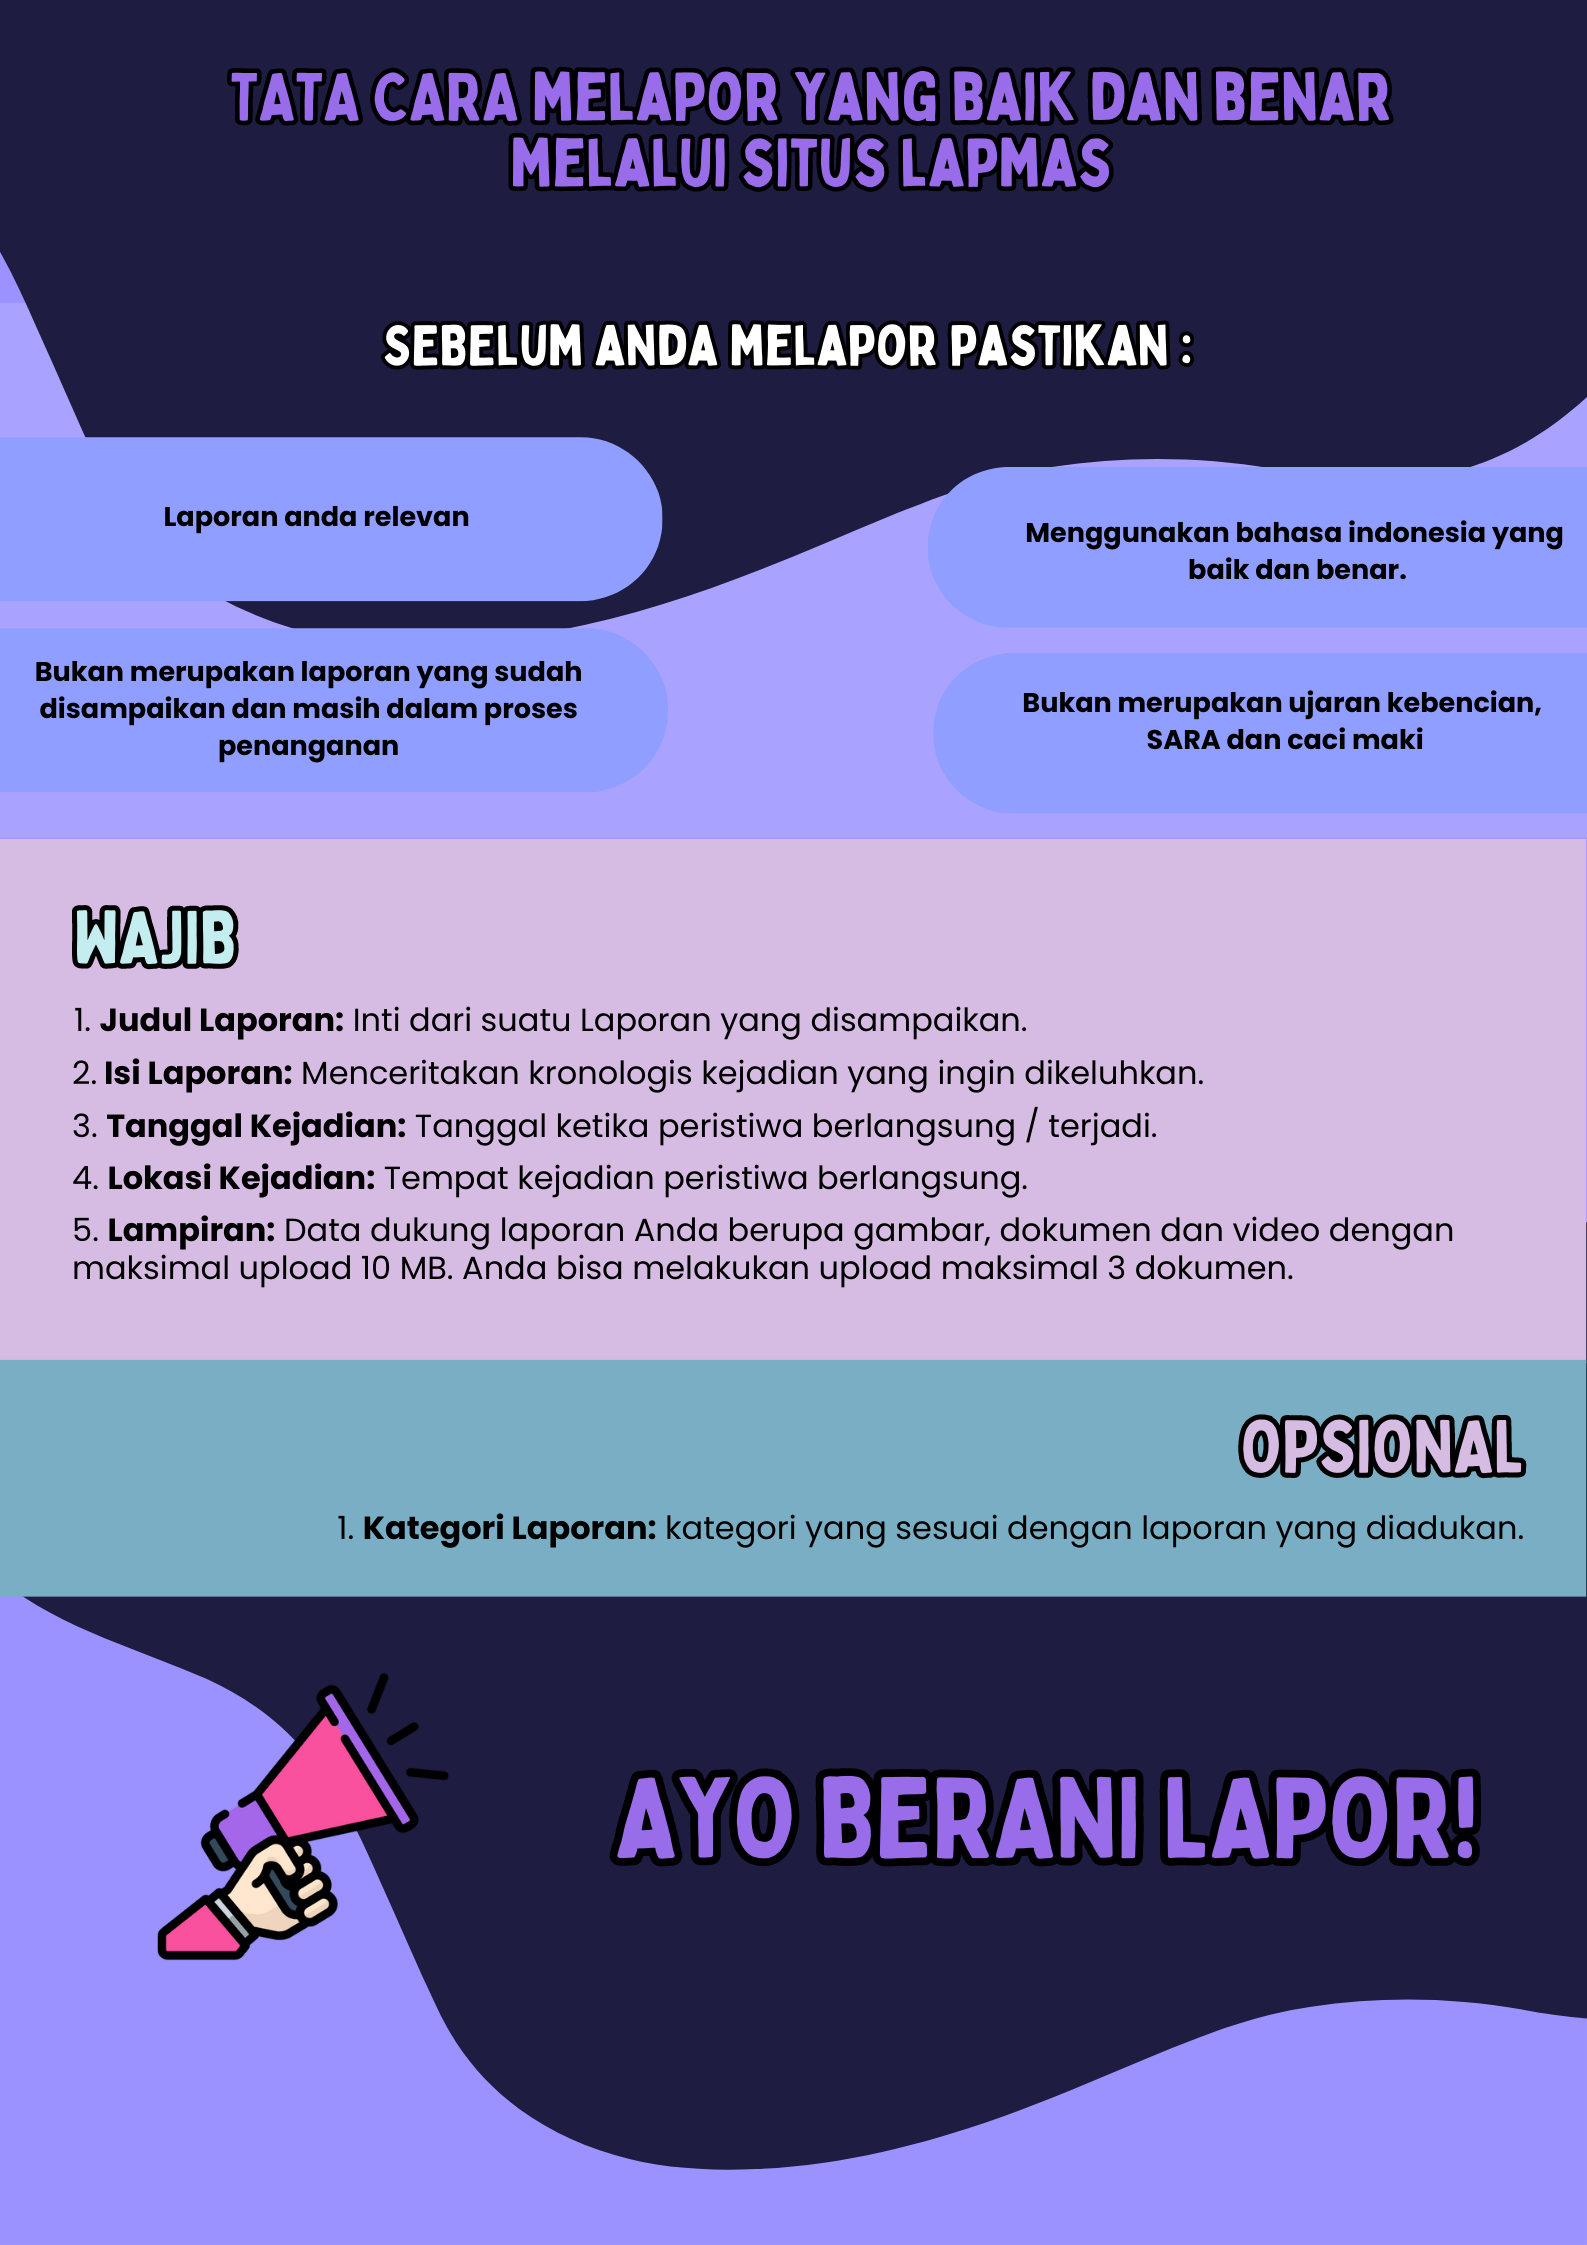 TATA CARA MELAPOR YANG BAIK DAN BENAR
MELALUI SITUS LAPMAS
SEBELUM ANDA MELAPOR PASTIKAN :
Laporan anda relevan
Menggunakan bahasa indonesia yang
baik dan benar.
Bukan merupakan laporan yang sudah
disampaikan dan masih dalam proses
penanganan
Bukan merupakan ujaran kebencian,
SARA dan caci maki
WAJIB
1. Judul Laporan: Inti dari suatu Laporan yang disampaikan.
2. Isi Laporan: Menceritakan kronologis kejadian yang ingin dikeluhkan.
3. Tanggal Kejadian: Tanggal ketika peristiwa berlangsung / terjadi.
4. Lokasi Kejadian: Tempat kejadian peristiwa berlangsung.
5. Lampiran: Data dukung laporan Anda berupa gambar, dokumen dan video dengan
maksimal upload 10 MB. Anda bisa melakukan upload maksimal 3 dokumen.
OPSIONAL
1. Kategori Laporan: kategori yang sesuai dengan laporan yang diadukan.
AYO BERANI LAPOR!